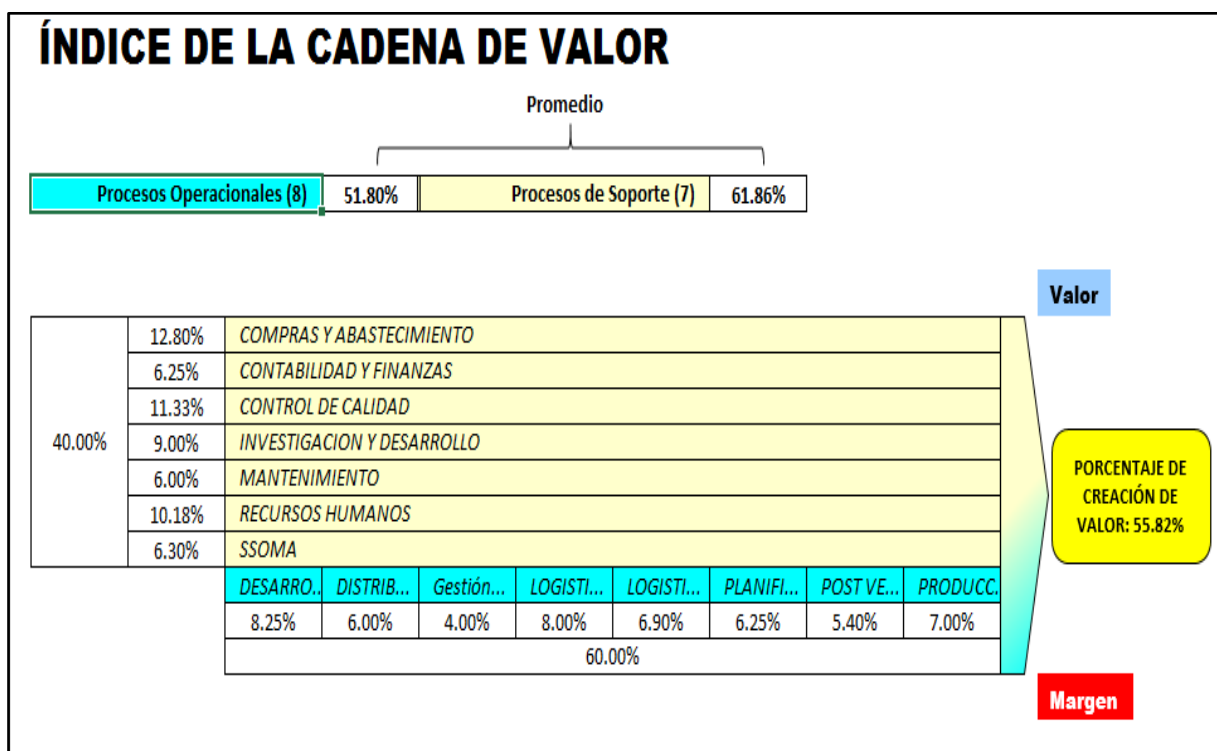 ÍNDICE DE LA CADENA DE VALOR
Promedio
Procesos Operacionales (8) 51.80% Procesos de Soporte (7) 61.86%
Valor
12.80% COMPRAS Y ABASTECIMIENTO
6.25% CONTABILIDAD Y FINANZAS
11.33% CONTROL DE CALIDAD
40.00% 9.00% INVESTIGACION Y DESARROLLO
6.00% MANTENIMIENTO
10.18% RECURSOS HUMANOS
6.30% SSOMA
PORCENTAJE DE
CREACIÓN DE
VALOR: 55.82%
DESARRO.. DISTRIB... Gestión... LOGISTI... LOGISTI... PLANIFI... POST VE... PRODUCC.
8.25% 6.00% 4.00% 8.00% 6.90% 6.25% 5.40% 7.00%
60.00%
Margen